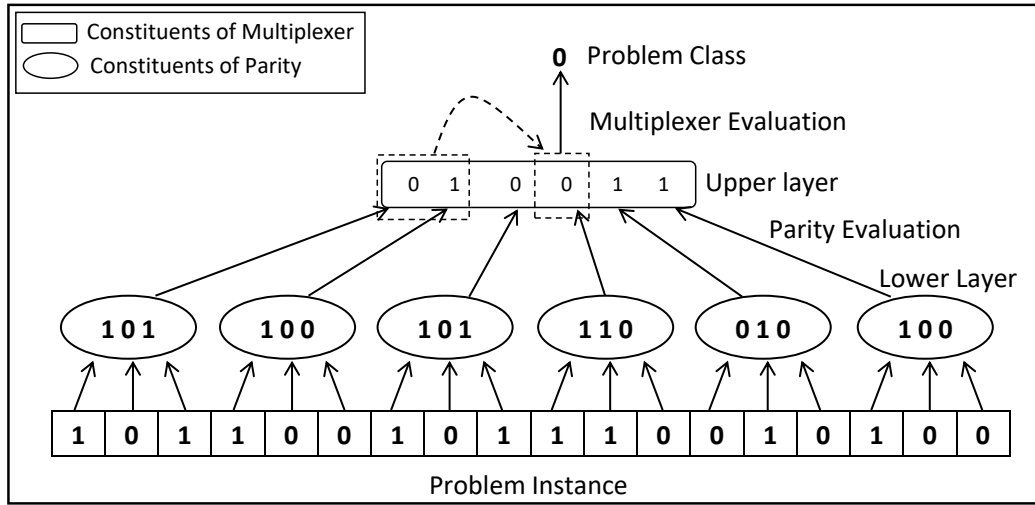 Constituents of Multiplexer
Constituents of Parity
0 Problem Class
Multiplexer Evaluation
0 1 0 0 1 1 Upper layer
Parity Evaluation
Lower Layer
1 0 1 1 0 0 1 0 1 1 1 0 0 1 0 1 0 0
1 0 1 1 0 0 1 0 1 1 1 0 0 1 0 1 0 0
Problem Instance